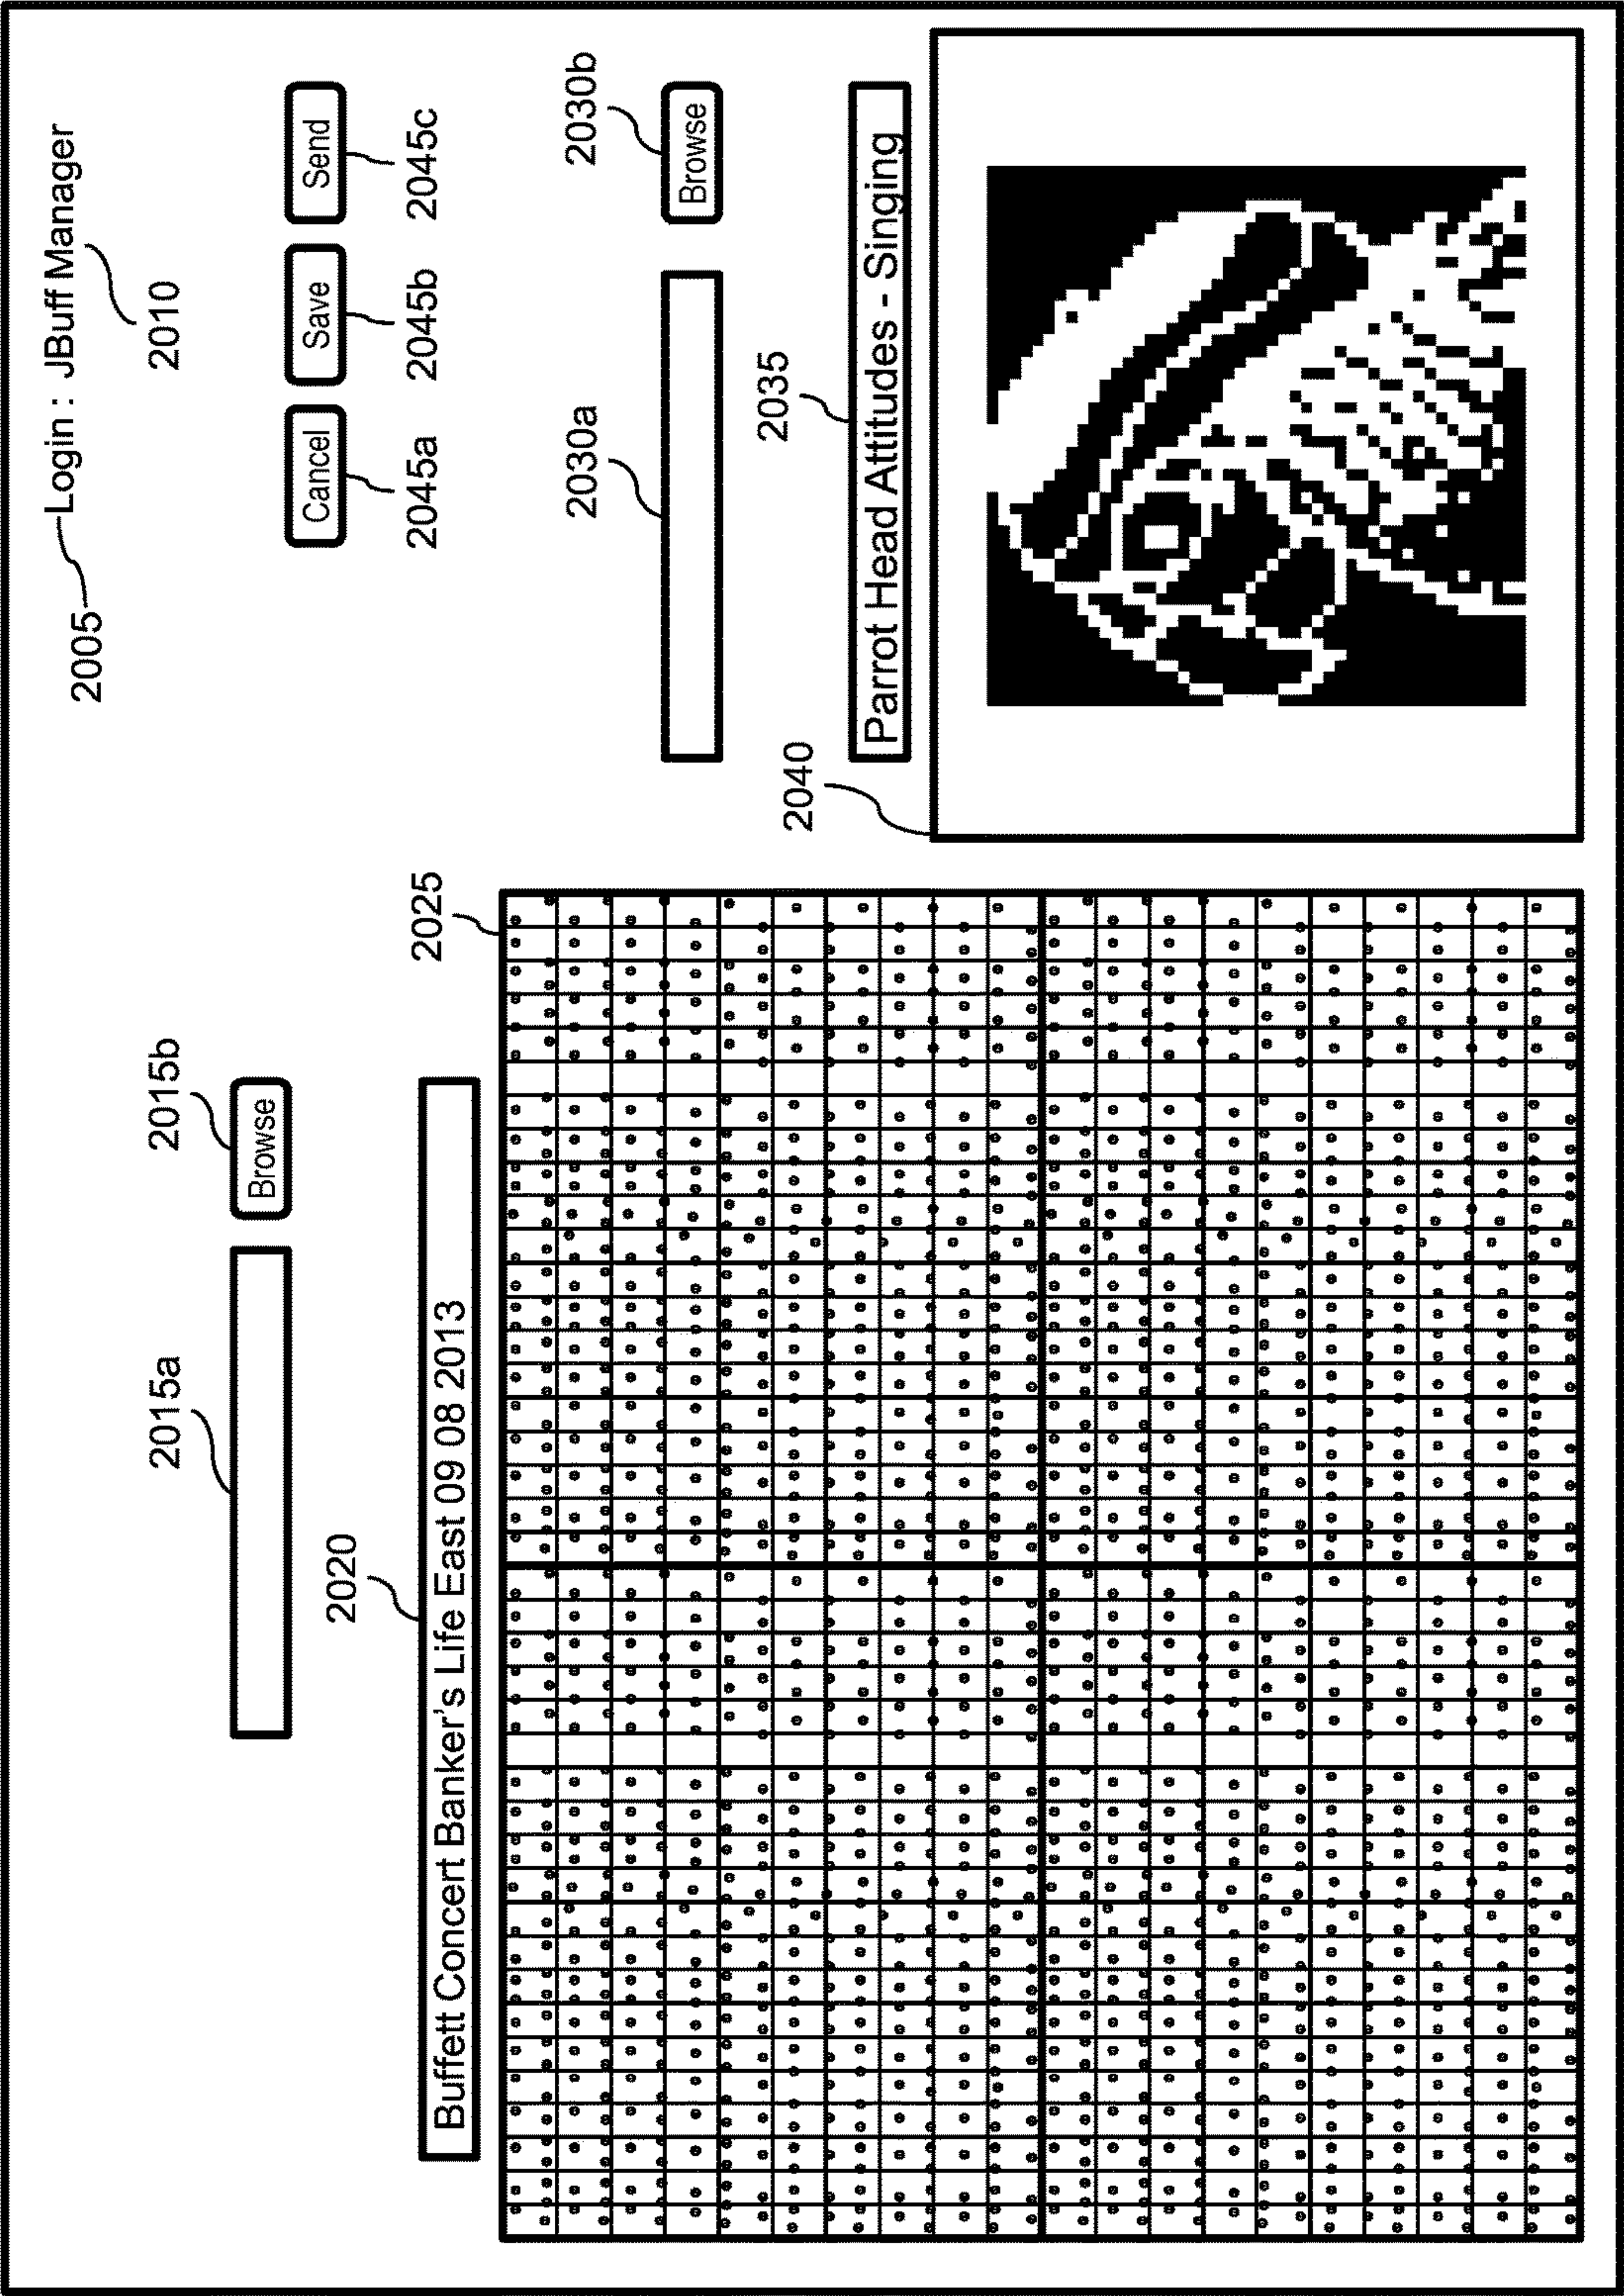 2005
Login : JBuff Manager
2010
2015a
2015b
Browse
Cancel
Save
Send
2045a
2045b
2045c
2020
Buffett Concert Banker's Life East 09 08 2013
2025
2030a
2030b
Browse
2035
Parrot Head Attitudes - Singing
2040